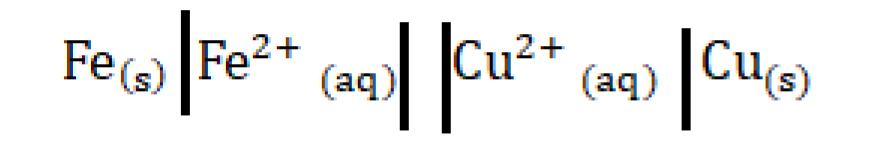 Fe(s) | Fe²⁺ (aq) || Cu²⁺ (aq) | Cu(s)